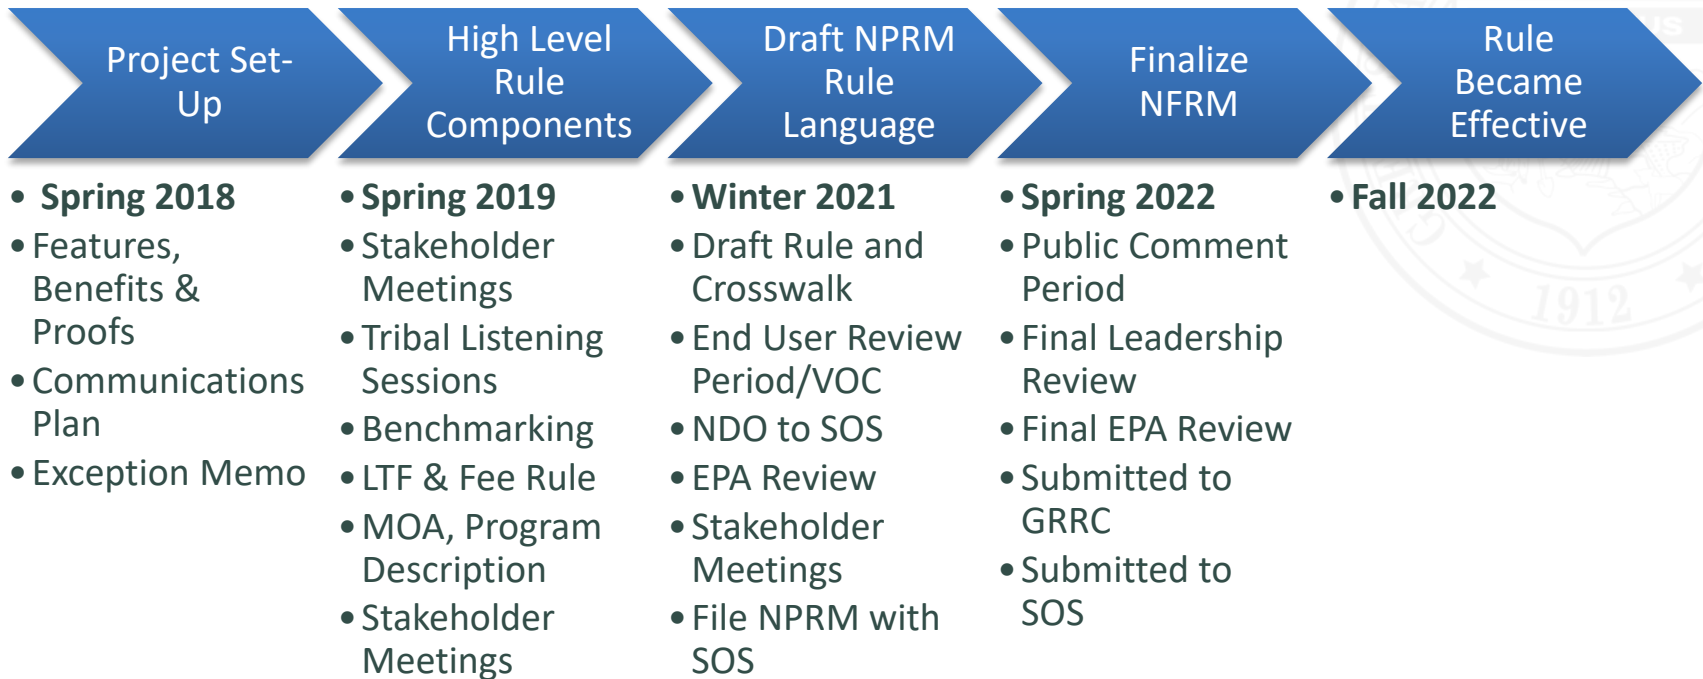 Project Set-
Up
High Level
Rule
Components
Draft NPRM
Rule
Language
Finalize
NFRM
Rule
Became
Effective
• Spring 2018
• Features,
Benefits &
Proofs
• Communications
Plan
• Exception Memo
• Spring 2019
• Stakeholder
Meetings
• Tribal Listening
Sessions
• Benchmarking
• LTF & Fee Rule
• MOA, Program
Description
• Stakeholder
Meetings
• Winter 2021
• Draft Rule and
Crosswalk
• End User Review
Period/VOC
• NDO to SOS
• EPA Review
• Stakeholder
Meetings
• File NPRM with
SOS
• Spring 2022
• Public Comment
Period
• Final Leadership
Review
• Final EPA Review
• Submitted to
GRRC
• Submitted to
SOS
• Fall 2022
1912